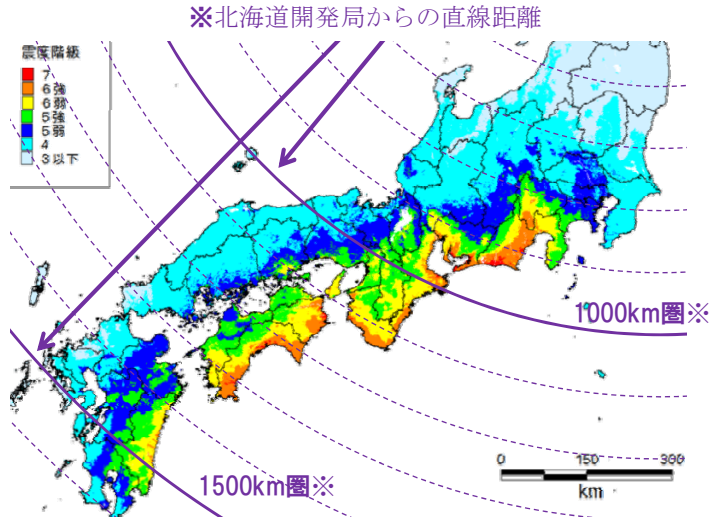 ※北海道開発局からの直線距離
震度階級
7
6強
6弱
5強
5弱
4
3以下
1000km圏※
1500km圏※
0 150 300
km